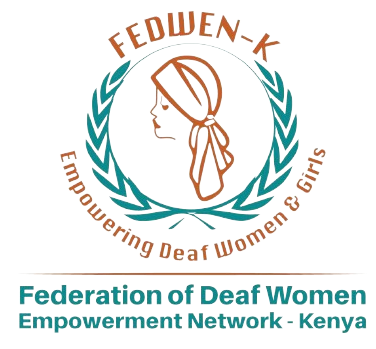 FEDWEN-K
Empowering Deaf Women & Girls
Federation of Deaf Women
Empowerment Network - Kenya